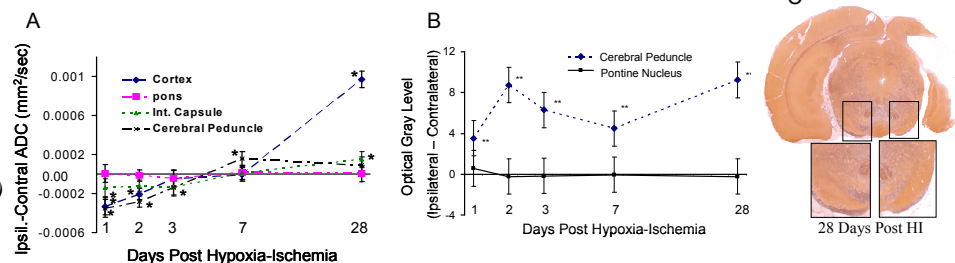 A
Ipsil.-Contral ADC (mm²/sec)
0.001
0.0006
0.0002
0.00
-0.0002
-0.0006
Cortex
pons
Int. Capsule
Cerebral Peduncle
* * * * * * * * * *
1 2 3 7 28
Days Post Hypoxia-Ischemia
B
Optical Gray Level
(Ipsilateral – Contralateral)
12
8
4
0
-4
Cerebral Peduncle
Pontine Nucleus
** ** ** ** **
1 2 3 7 28
Days Post Hypoxia-Ischemia
28 Days Post HI